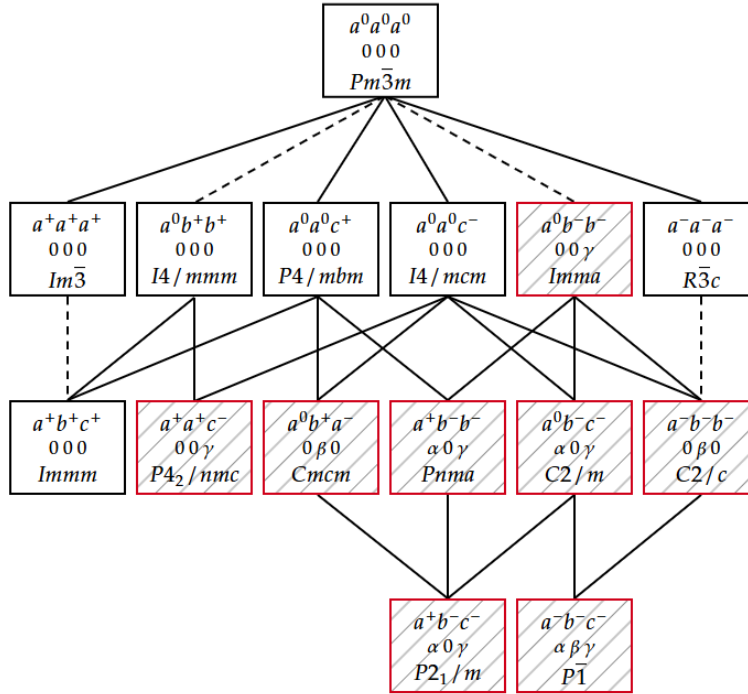 a⁰a⁰a⁰
0 0 0
Pm3̅m
a⁺a⁺a⁺
0 0 0
Im3̅
a⁰b⁺b⁺
0 0 0
I4/mmm
a⁰a⁰c⁺
0 0 0
P4/mbm
a⁰a⁰c⁻
0 0 0
I4/mcm
a⁰b⁻b⁻
0 0 γ
Imma
a⁻a⁻a⁻
0 0 0
R3̅c
a⁺b⁺c⁺
0 0 0
Immm
a⁺a⁺c⁻
0 0 γ
P4₂/nmc
a⁰b⁺a⁻
0 β 0
Cmcm
a⁺b⁻b⁻
α 0 γ
Pnma
a⁰b⁻c⁻
α 0 γ
C2/m
a⁻b⁻b⁻
0 β 0
C2/c
a⁺b⁻c⁻
α 0 γ
P2₁/m
a⁻b⁻c⁻
α β γ
P1̅